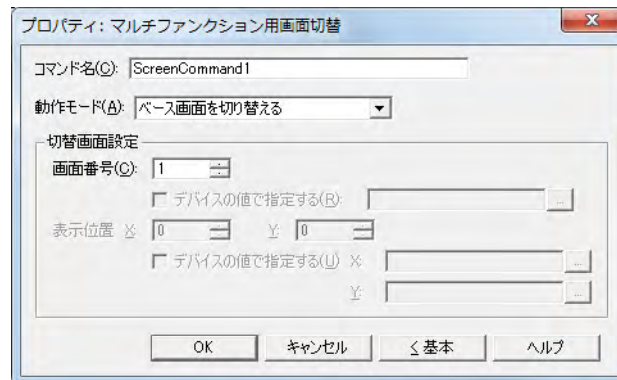 プロパティ: マルチファンクション用画面切替
コマンド名(C): ScreenCommand1
動作モード(A): ベース画面を切り替える
切替画面設定
画面番号(C): 1
デバイスの値で指定する(R): ...
表示位置 X: 0 Y: 0
デバイスの値で指定する(U) X: ...
Y: ...
OK キャンセル < 基本 ヘルプ